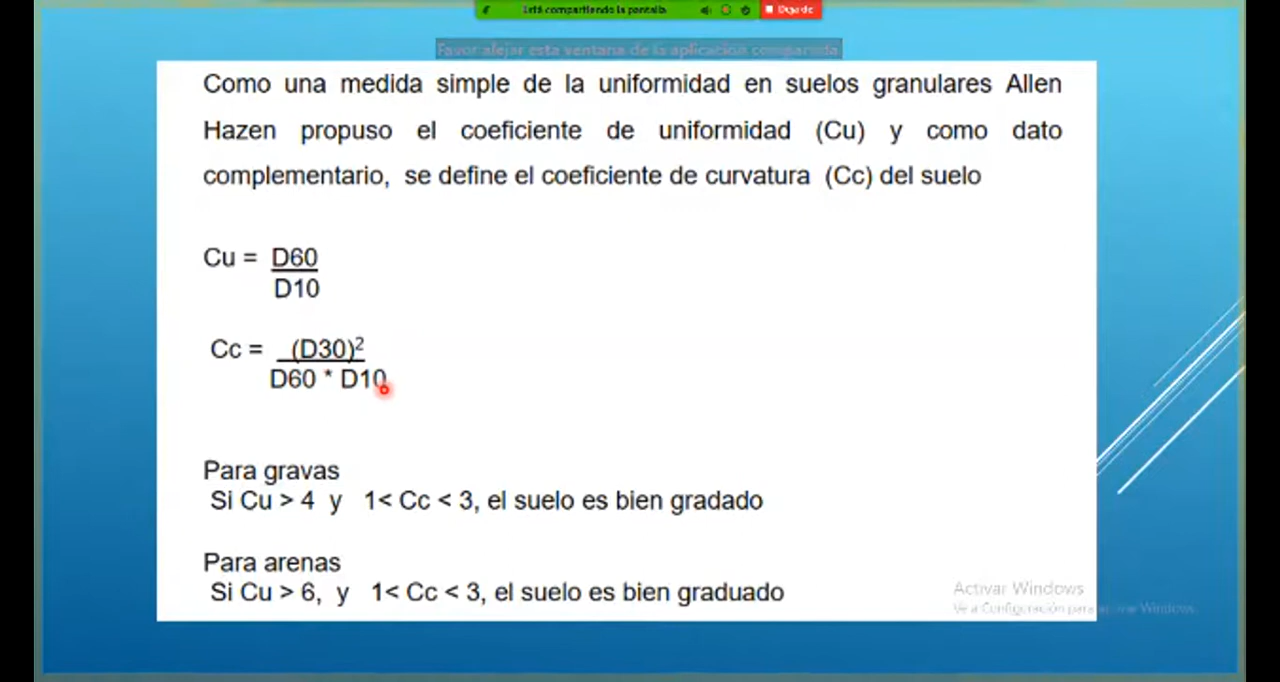 Está compartiendo la pantalla
Favor alejar esta ventana de la aplicación compartida
Como una medida simple de la uniformidad en suelos granulares Allen
Hazen propuso el coeficiente de uniformidad (Cu) y como dato
complementario, se define el coeficiente de curvatura (Cc) del suelo
Cu = D60
D10
Cc = (D30)²
D60 * D10
Para gravas
Si Cu > 4 y 1< Cc < 3, el suelo es bien gradado
Para arenas
Si Cu > 6, y 1< Cc < 3, el suelo es bien graduado
Activar Windows
Ve a Configuración para activar Windows.